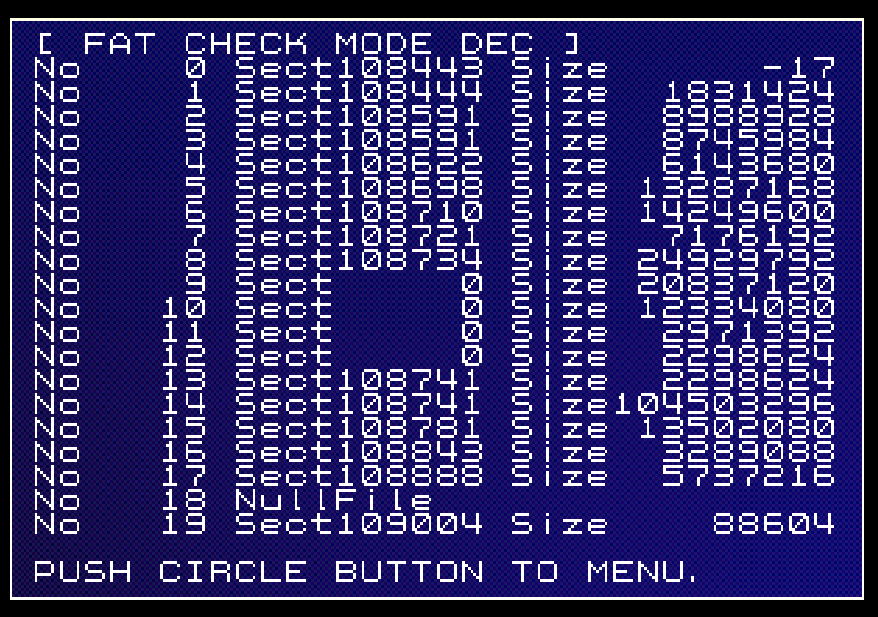 [ FAT CHECK MODE DEC ]
No 0 Sect108443 Size -17
No 1 Sect108444 Size 1831424
No 2 Sect108591 Size 8988928
No 3 Sect108591 Size 8745984
No 4 Sect108622 Size 6143680
No 5 Sect108698 Size 13287168
No 6 Sect108710 Size 14249600
No 7 Sect108721 Size 7176192
No 8 Sect108734 Size 24929792
No 9 Sect 0 Size 20837120
No 10 Sect 0 Size 12334080
No 11 Sect 0 Size 2971392
No 12 Sect 0 Size 2298624
No 13 Sect108741 Size 2298624
No 14 Sect108741 Size104503296
No 15 Sect108781 Size 13502080
No 16 Sect108843 Size 3289088
No 17 Sect108888 Size 5737216
No 18 NullFile
No 19 Sect109004 Size 88604
PUSH CIRCLE BUTTON TO MENU.